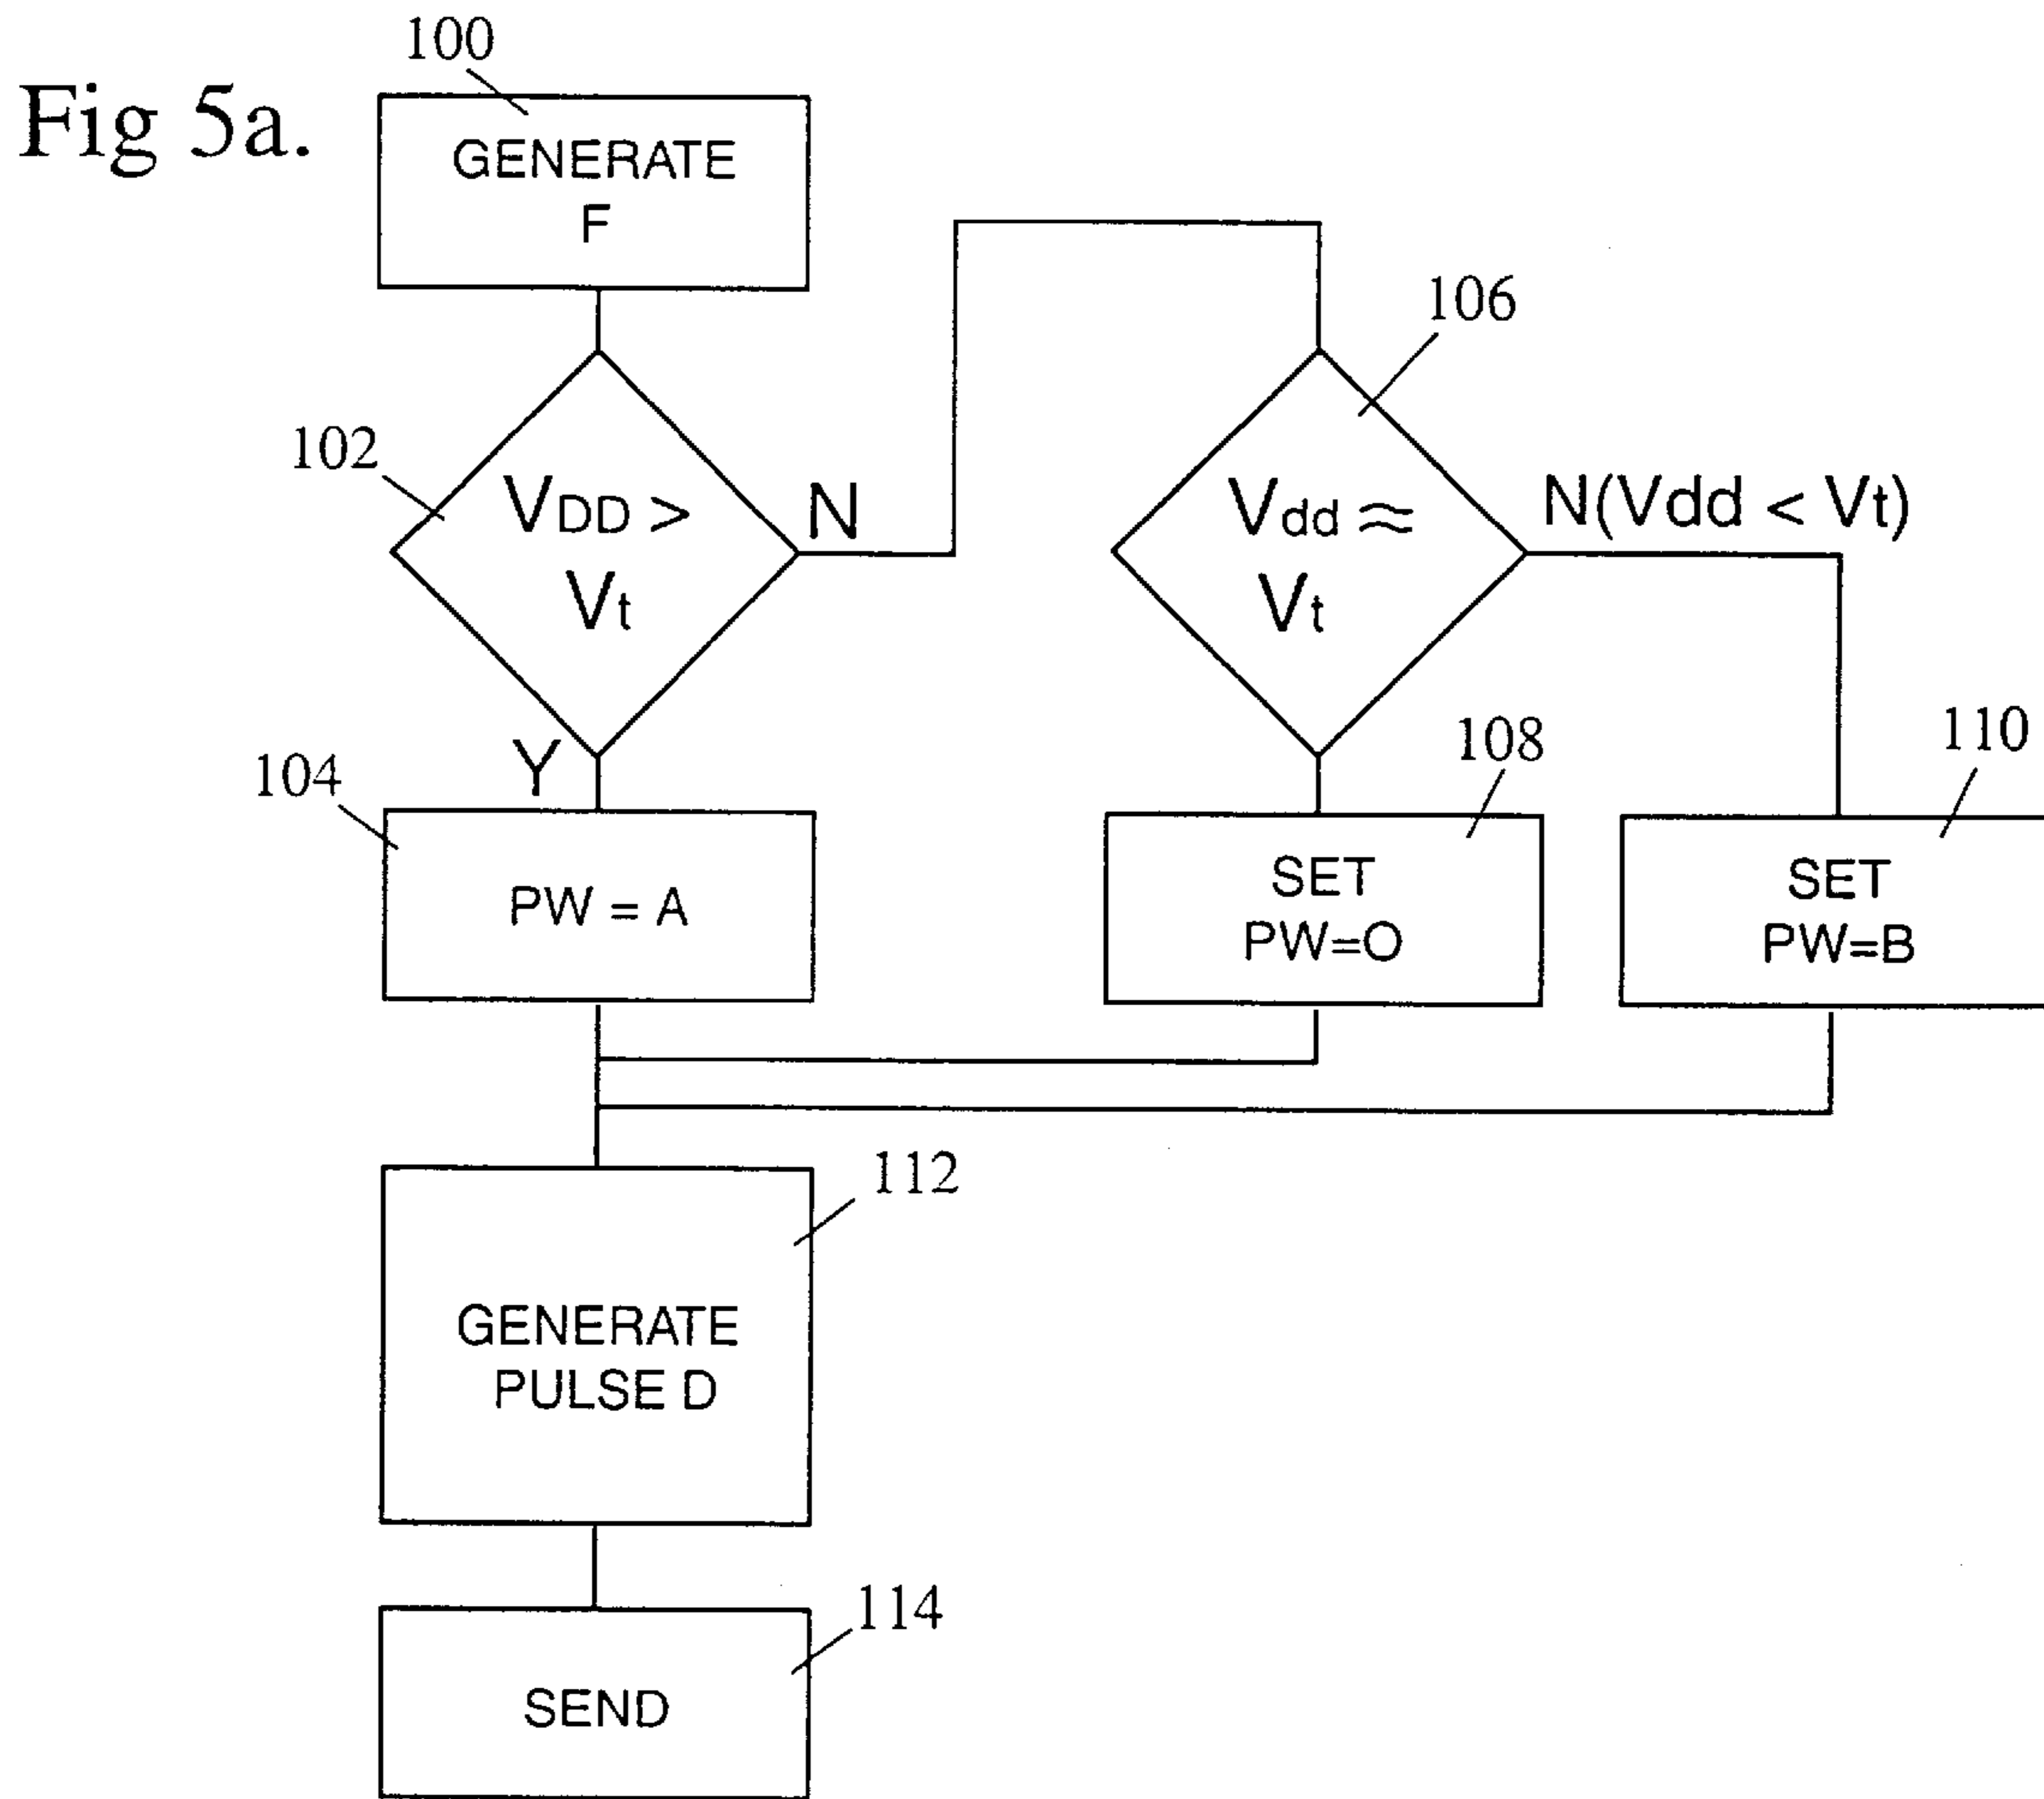 Fig 5a.
100
GENERATE
F
102
VDD >
Vt
N
Y
104
PW = A
106
Vdd ≈
Vt
N(Vdd < Vt)
108
SET
PW=O
110
SET
PW=B
112
GENERATE
PULSE D
114
SEND